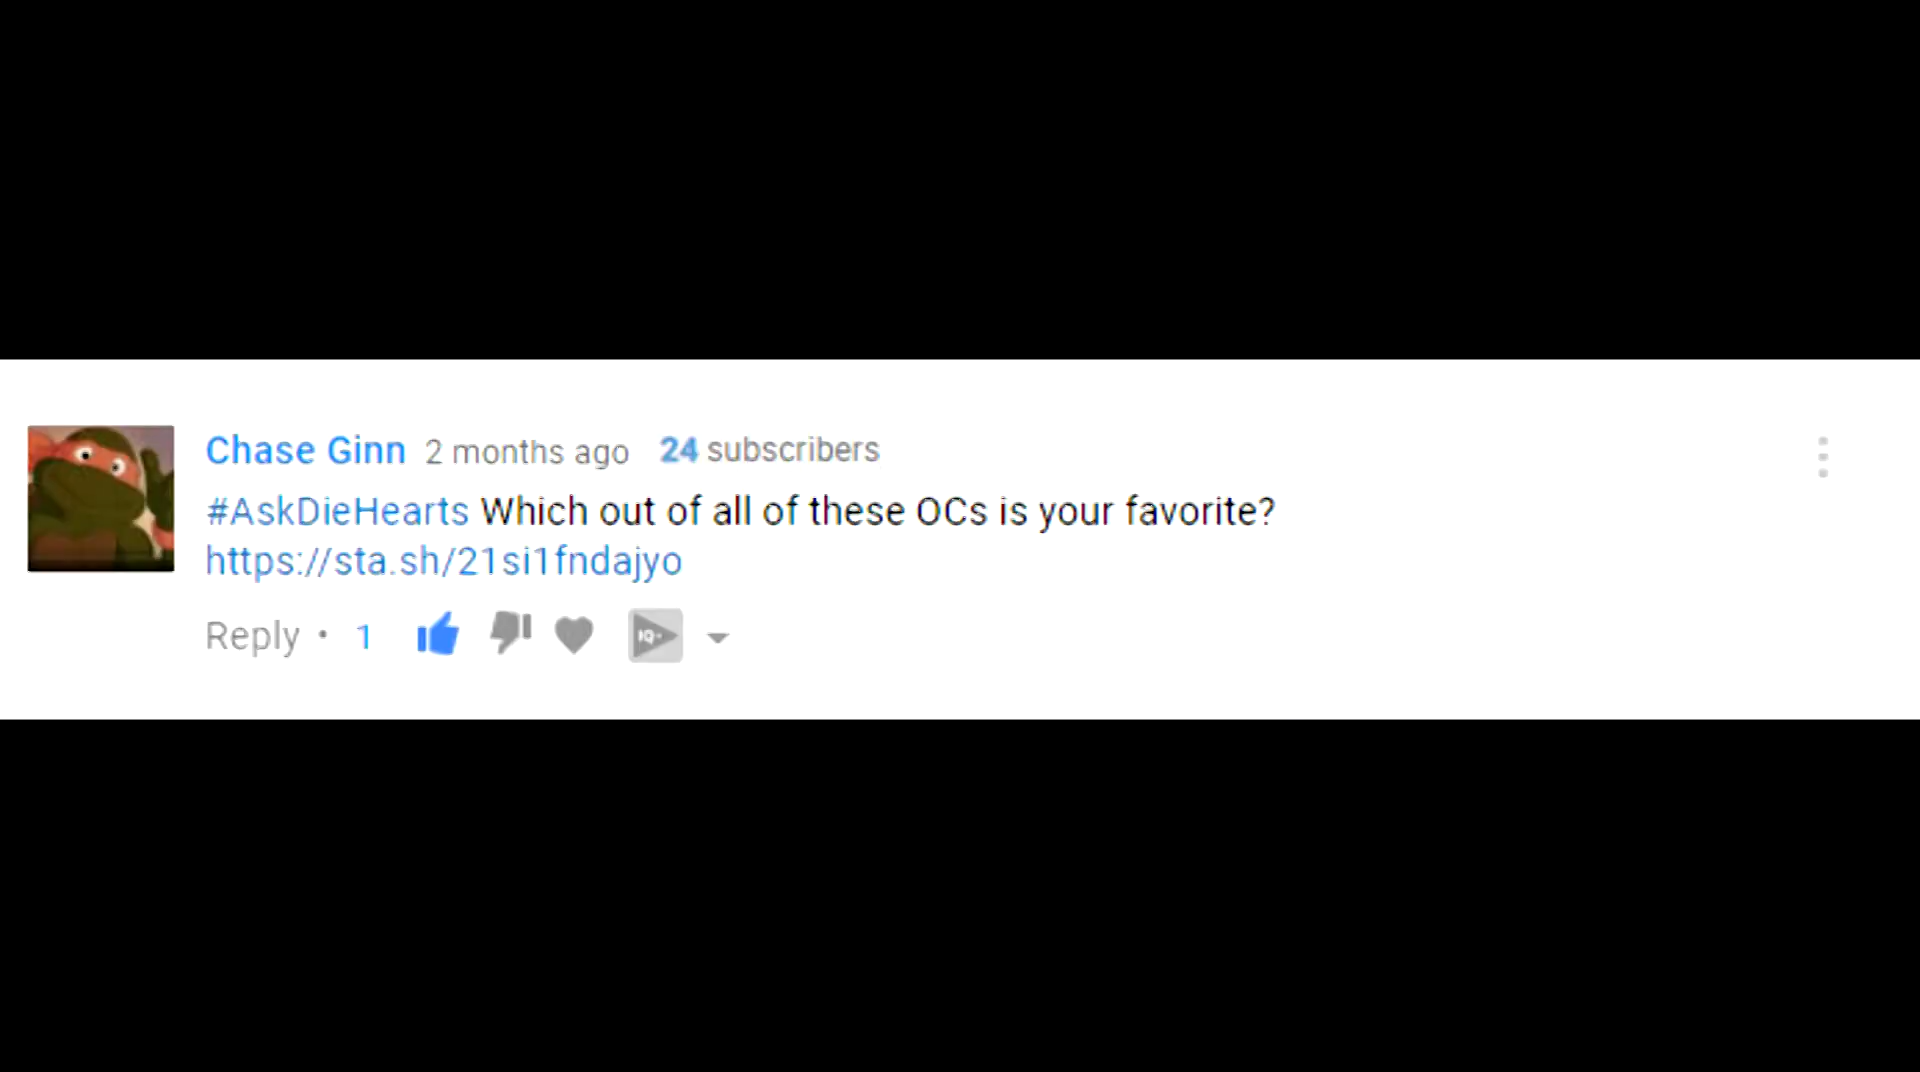 Chase Ginn 2 months ago 24 subscribers
#AskDieHearts Which out of all of these OCs is your favorite?
https://sta.sh/21si1fndajyo
Reply • 1 IQ+